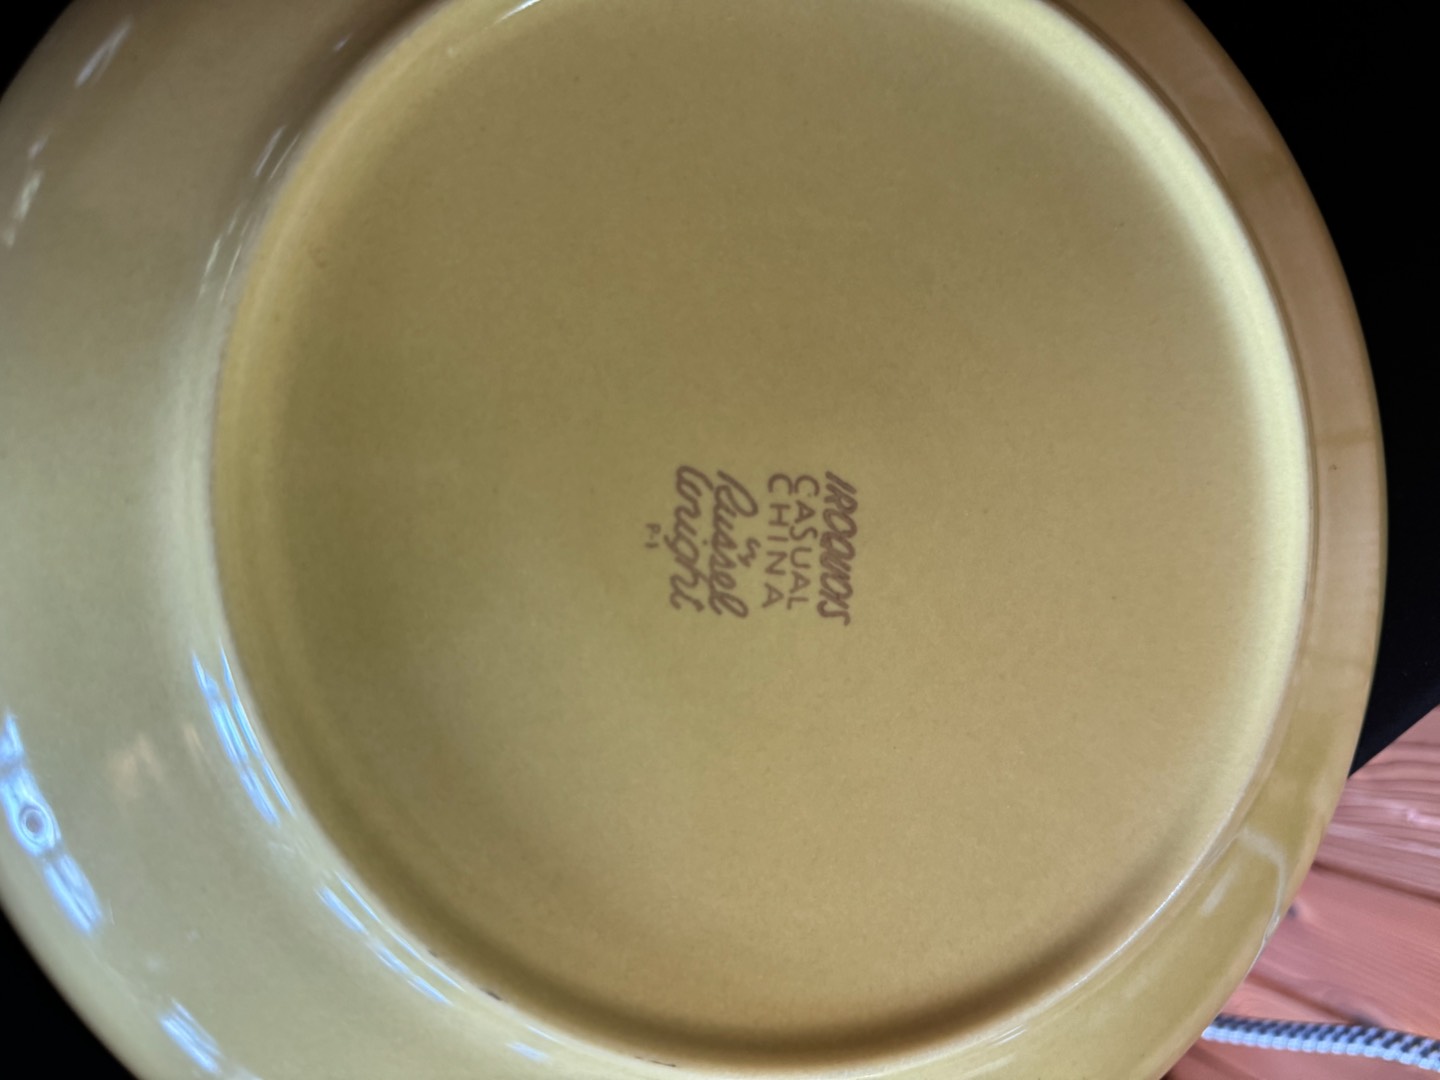 IROQUOIS
CASUAL
CHINA
by
Russel
Wright